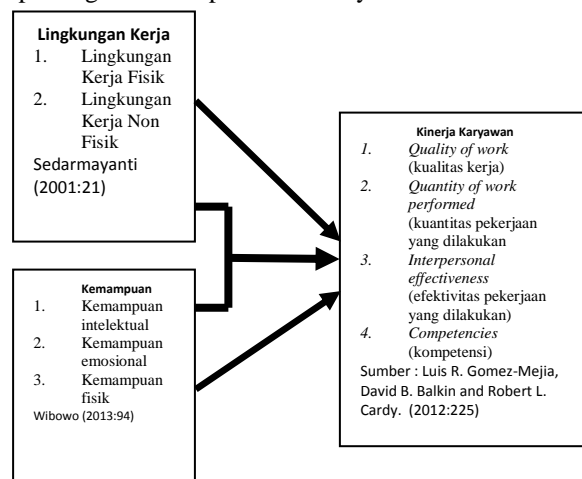 Lingkungan Kerja
1. Lingkungan
Kerja Fisik
2. Lingkungan
Kerja Non
Fisik
Sedarmayanti
(2001:21)
Kemampuan
1. Kemampuan
intelektual
2. Kemampuan
emosional
3. Kemampuan
fisik
Wibowo (2013:94)
Kinerja Karyawan
1. Quality of work
(kualitas kerja)
2. Quantity of work
performed
(kuantitas pekerjaan
yang dilakukan
3. Interpersonal
effectiveness
(efektivitas pekerjaan
yang dilakukan)
4. Competencies
(kompetensi)
Sumber : Luis R. Gomez-Mejia,
David B. Balkin and Robert L.
Cardy. (2012:225)